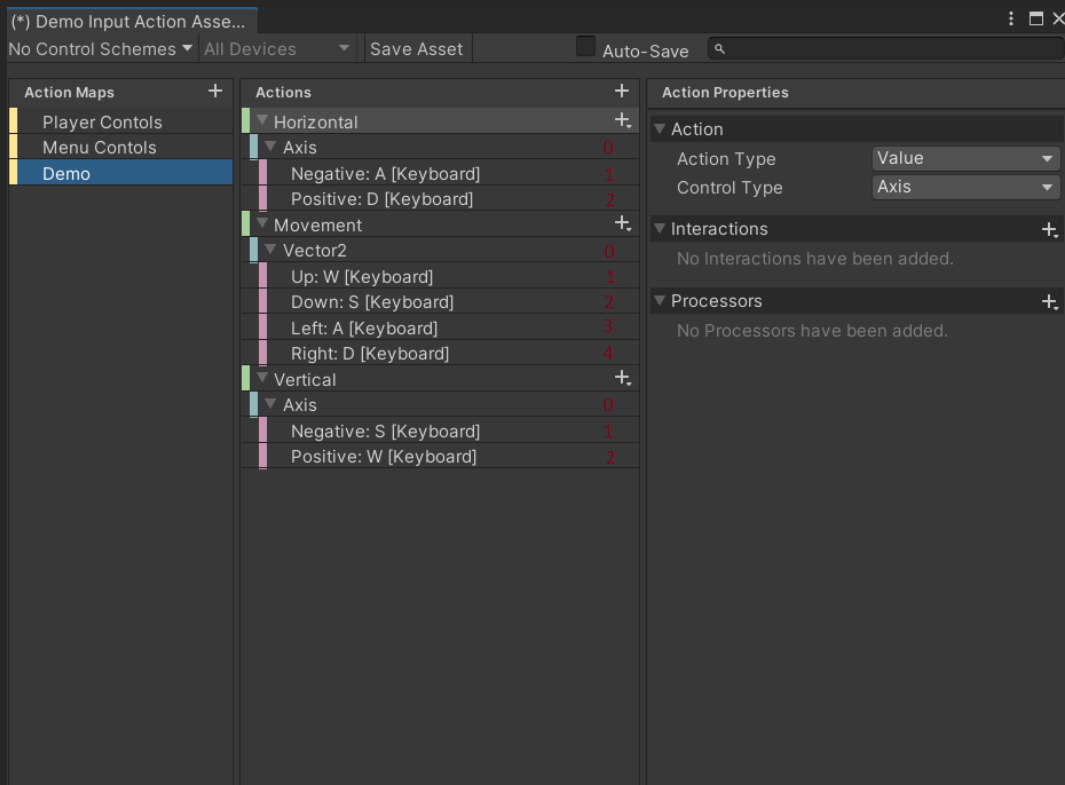 (*) Demo Input Action Asse...
No Control Schemes All Devices Save Asset Auto-Save
Action Maps
Player Contols
Menu Contols
Demo
Actions
Horizontal
Axis 0
Negative: A [Keyboard] 1
Positive: D [Keyboard] 2
Movement
Vector2 0
Up: W [Keyboard] 1
Down: S [Keyboard] 2
Left: A [Keyboard] 3
Right: D [Keyboard] 4
Vertical
Axis 0
Negative: S [Keyboard] 1
Positive: W [Keyboard] 2
Action Properties
Action
Action Type Value
Control Type Axis
Interactions
No Interactions have been added.
Processors
No Processors have been added.